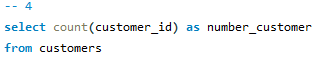 -- 4
select count(customer_id) as number_customer
from customers